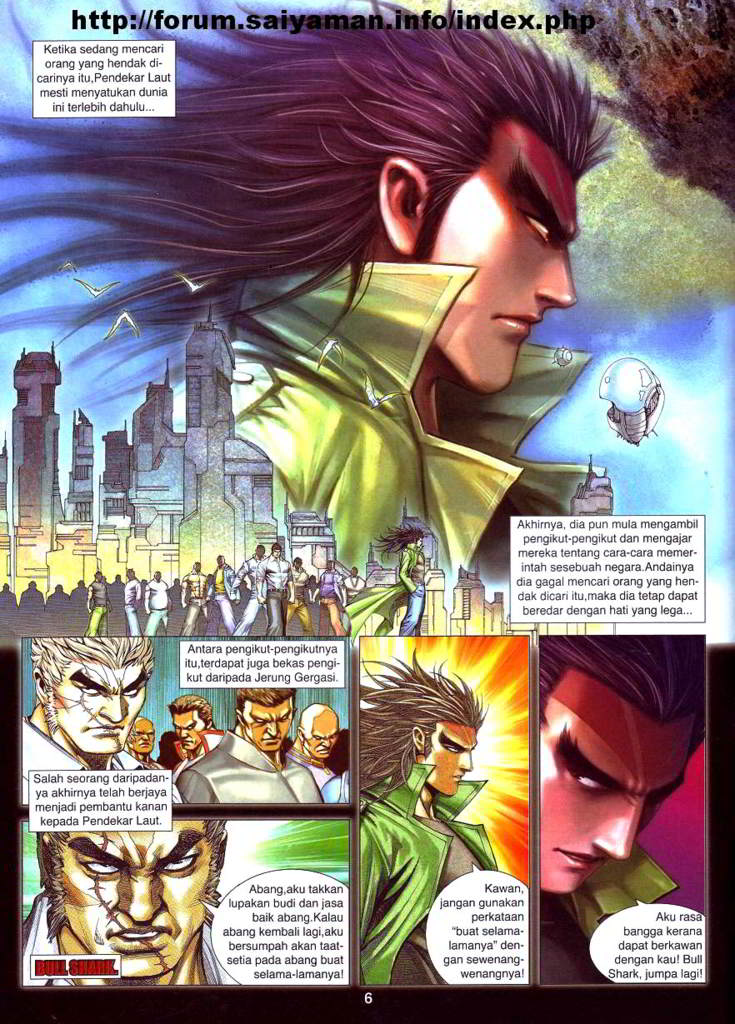 http://forum.saiyaman.info/index.php
Ketika sedang mencari
orang yang hendak di-
carinya itu,Pendekar Laut
mesti menyatukan dunia
ini terlebih dahulu...
Akhirnya, dia pun mula mengambil
pengikut-pengikut dan mengajar
mereka tentang cara-cara memer-
intah sesebuah negara.Andainya
dia gagal mencari orang yang hen-
dak dicari itu,maka dia tetap dapat
beredar dengan hati yang lega...
Antara pengikut-pengikutnya
itu,terdapat juga bekas pengi-
kut daripada Jerung Gergasi.
Salah seorang daripadan-
ya akhirnya telah berjaya
menjadi pembantu kanan
kepada Pendekar Laut.
Abang,aku takkan
lupakan budi dan jasa
baik abang.Kalau
abang kembali lagi,aku
bersumpah akan taat-
setia pada abang buat
selama-lamanya!
BULL SHARK.
Kawan,
jangan gunakan
perkataan
“buat selama-
lamanya” den-
gan sewenang-
wenangnya!
Aku rasa
bangga kerana
dapat berkawan
dengan kau! Bull
Shark, jumpa lagi!
6